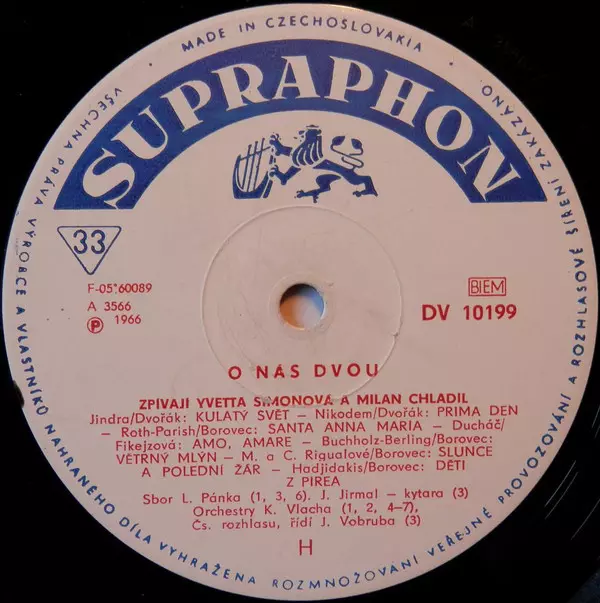 MADE IN CZECHOSLOVAKIA
SUPRAPHON
VŠECHNA PRÁVA VÝROBCE A VLASTNÍKŮ NAHRANÉHO DÍLA VYHRAŽENA ROZMNOŽOVÁNÍ VEŘEJNÉ PROVOZOVÁNÍ A ROZHLASOVÉ ŠÍŘENÍ ZAKÁZÁNO
33
F-05*60089
A 3566
Ⓟ 1966
BIEM
DV 10199
O NÁS DVOU
ZPÍVAJÍ YVETTA SIMONOVÁ A MILAN CHLADIL
Jindra/Dvořák: KULATÝ SVĚT – Nikodem/Dvořák: PRIMA DEN
– Roth-Parish/Borovec: SANTA ANNA MARIA – Ducháč/
Fikejzová: AMO, AMARE – Buchholz-Berling/Borovec:
VĚTRNÝ MLÝN – M. a C. Rigualové/Borovec: SLUNCE
A POLEDNÍ ŽÁR – Hadjidakis/Borovec: DĚTI
Z PIREA
Sbor L. Pánka (1, 3, 6). J. Jirmal – kytara (3)
Orchestry K. Vlacha (1, 2, 4–7),
Čs. rozhlasu, řídí J. Vobruba (3)
H